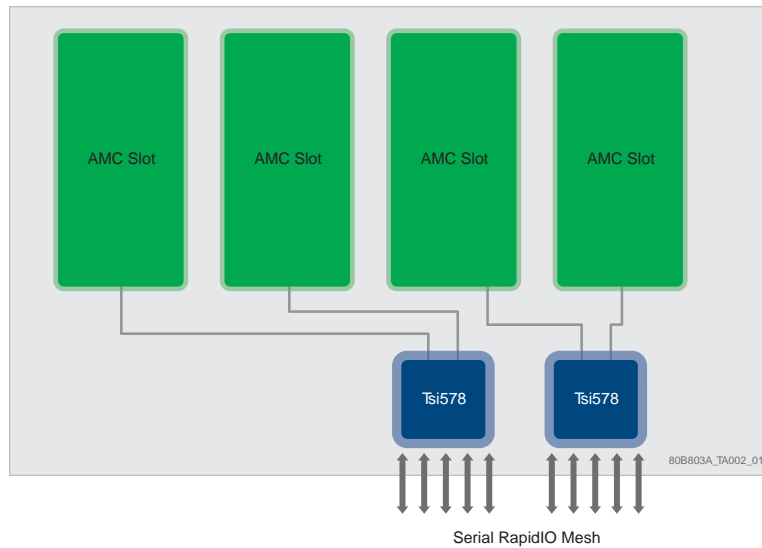 AMC Slot
AMC Slot
AMC Slot
AMC Slot
Tsi578
Tsi578
80B803A_TA002_01
Serial RapidIO Mesh